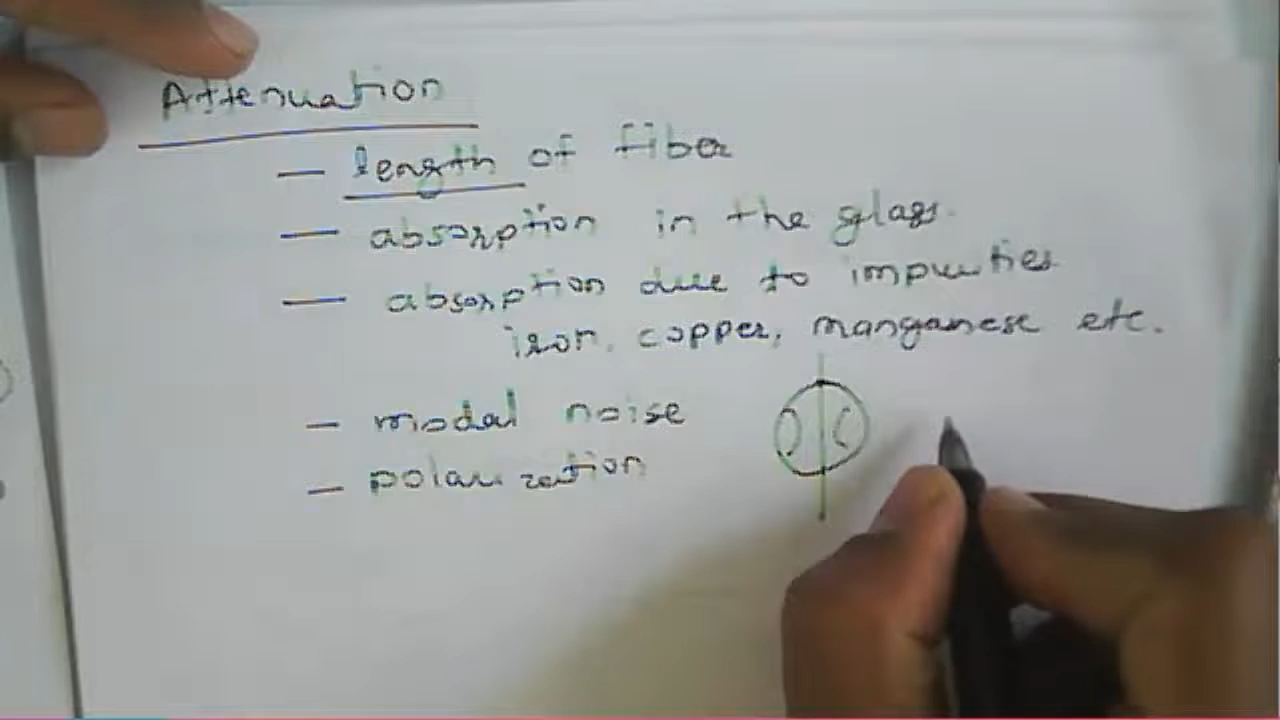 Attenuation
— length of fiber
— absorption in the glass.
— absorption due to impurities
iron, copper, manganese etc.
— modal noise
— polarization